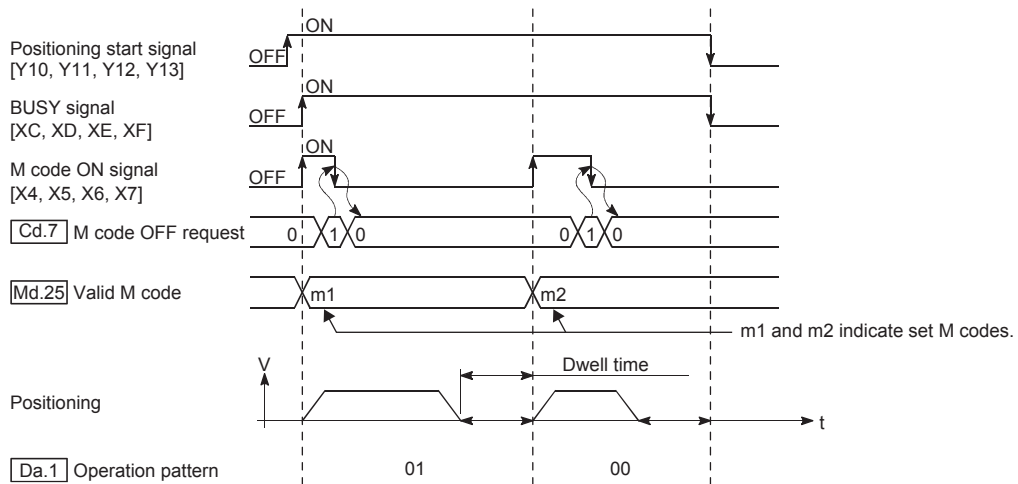 ON
Positioning start signal
[Y10, Y11, Y12, Y13]
OFF
ON
BUSY signal
[XC, XD, XE, XF]
OFF
ON
M code ON signal
[X4, X5, X6, X7]
OFF
Cd.7 M code OFF request 0 1 0 0 1 0
Md.25 Valid M code m1 m2
m1 and m2 indicate set M codes.
V
Dwell time
Positioning
t
Da.1 Operation pattern 01 00